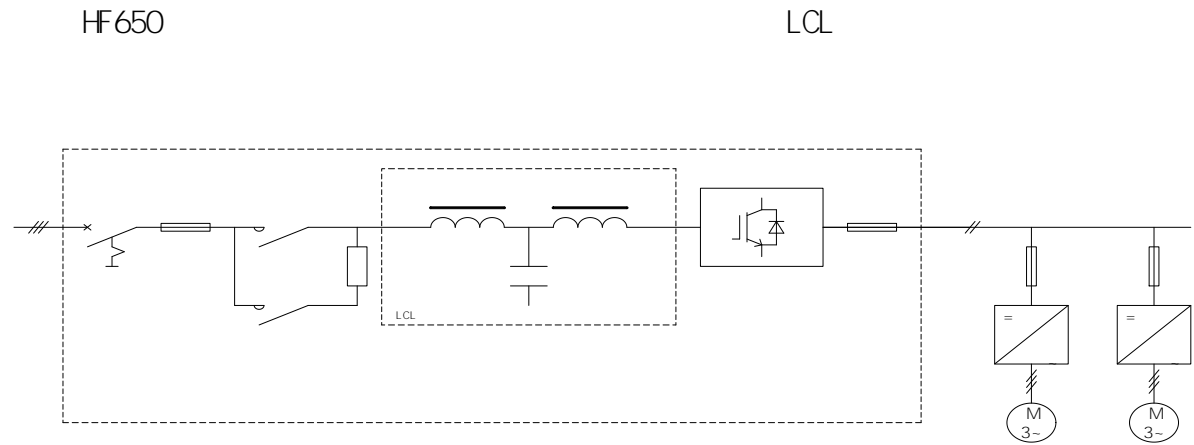 HF650 LCL
LCL
= =
~ ~
M M
3~ 3~